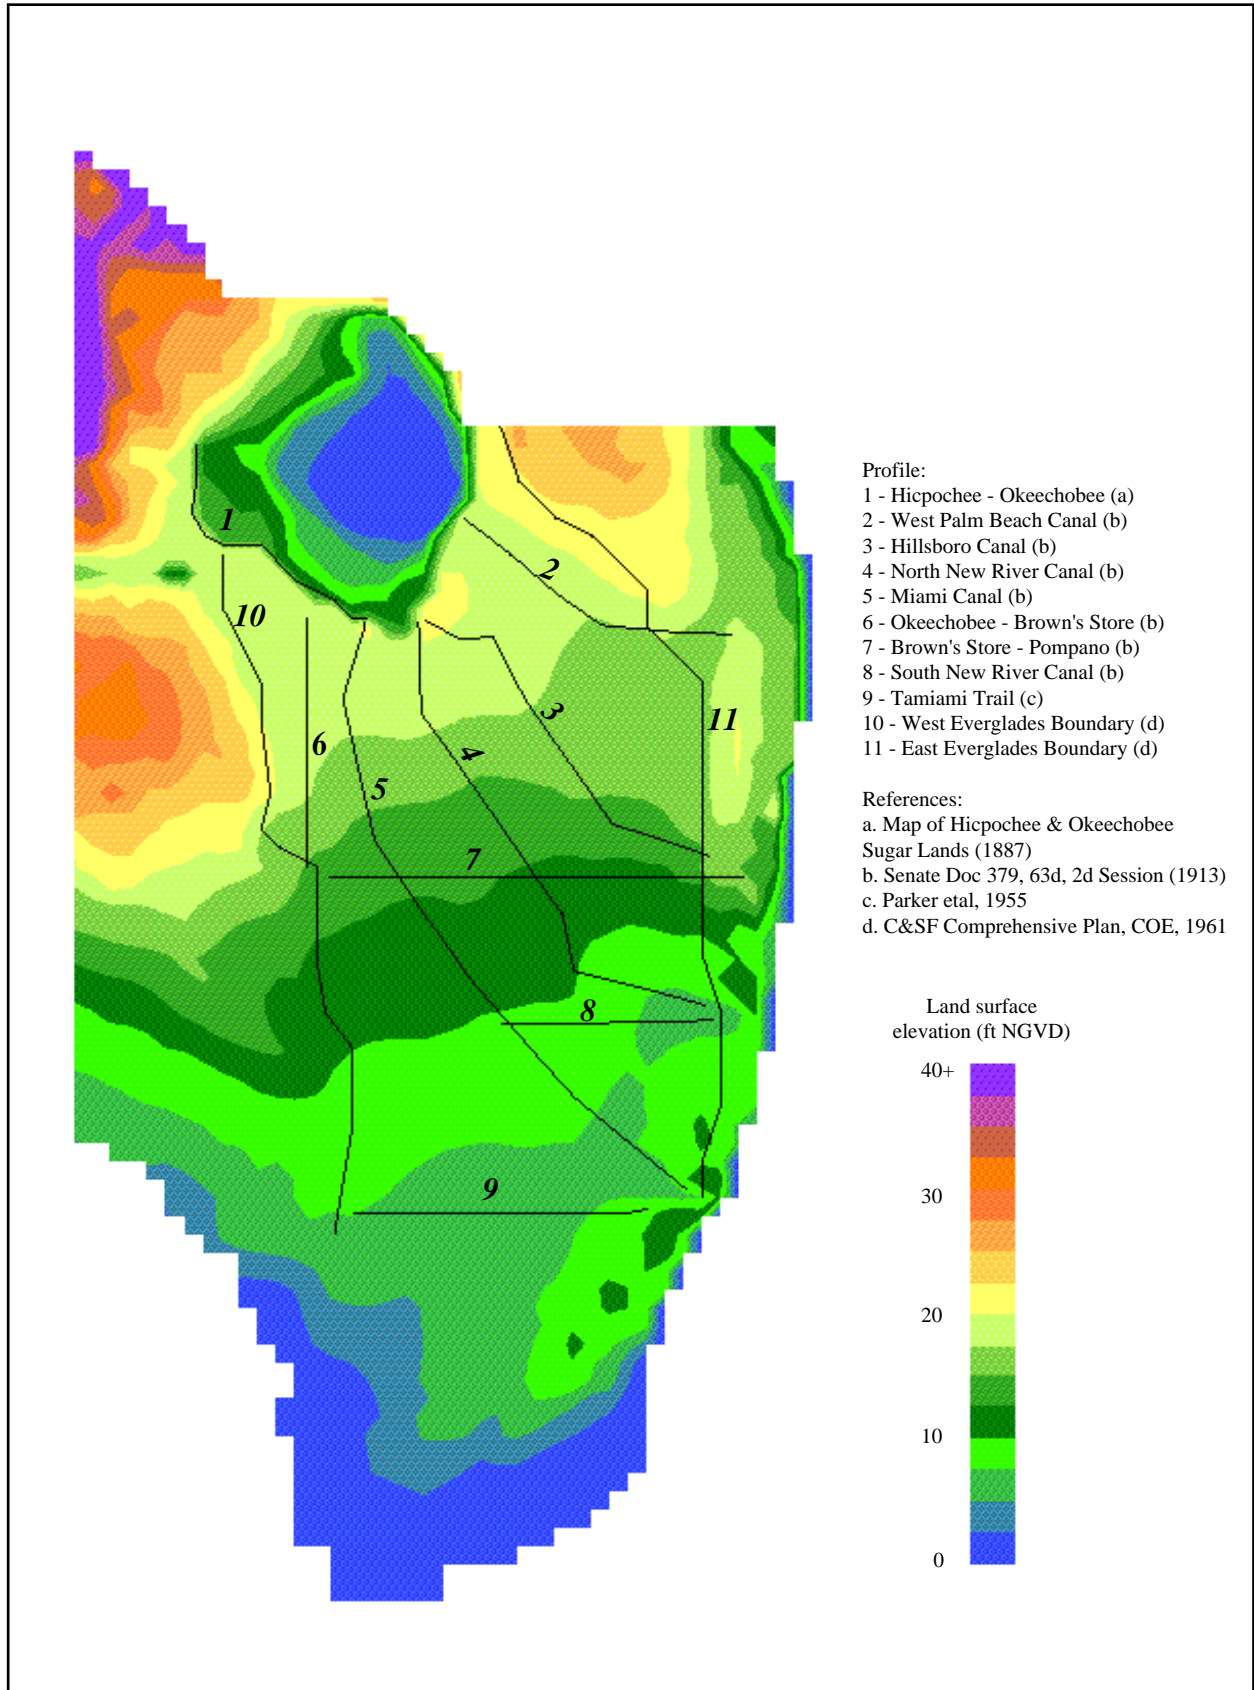 Profile:
1 - Hicpochee - Okeechobee (a)
2 - West Palm Beach Canal (b)
3 - Hillsboro Canal (b)
4 - North New River Canal (b)
5 - Miami Canal (b)
6 - Okeechobee - Brown's Store (b)
7 - Brown's Store - Pompano (b)
8 - South New River Canal (b)
9 - Tamiami Trail (c)
10 - West Everglades Boundary (d)
11 - East Everglades Boundary (d)
References:
a. Map of Hicpochee & Okeechobee
Sugar Lands (1887)
b. Senate Doc 379, 63d, 2d Session (1913)
c. Parker etal, 1955
d. C&SF Comprehensive Plan, COE, 1961
Land surface
elevation (ft NGVD)
40+
30
20
10
0
1
2
10
3
11
6
4
5
7
8
9